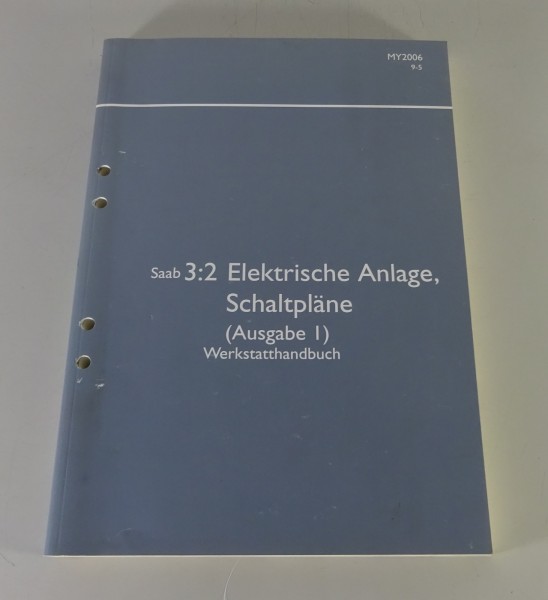 MY2006
9-5
Saab 3:2 Elektrische Anlage,
Schaltpläne
(Ausgabe 1)
Werkstatthandbuch